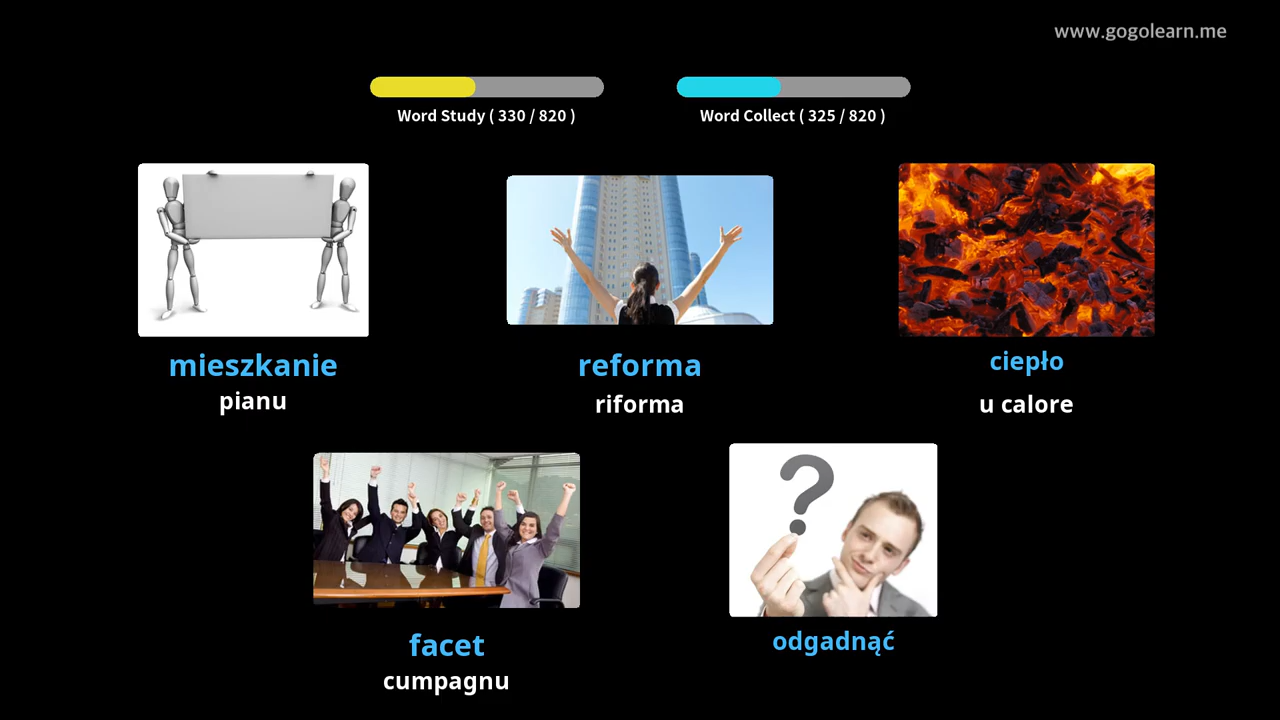 www.gogolearn.me
Word Study ( 330 / 820 )
Word Collect ( 325 / 820 )
mieszkanie
pianu
reforma
riforma
ciepło
u calore
facet
cumpagnu
odgadnąć